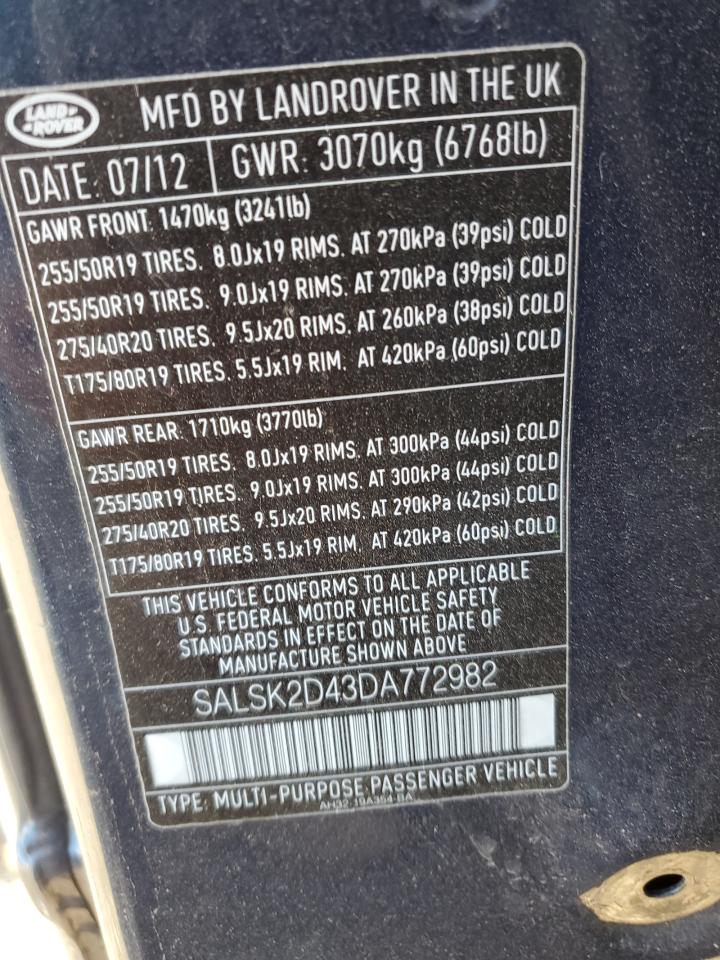 LAND-
ROVER
MFD BY LANDROVER IN THE UK
DATE: 07/12 GWR: 3070kg (6768lb)
GAWR FRONT: 1470kg (3241lb)
255/50R19 TIRES. 8.0Jx19 RIMS. AT 270kPa (39psi) COLD
255/50R19 TIRES. 9.0Jx19 RIMS. AT 270kPa (39psi) COLD
275/40R20 TIRES. 9.5Jx20 RIMS. AT 260kPa (38psi) COLD
T175/80R19 TIRES. 5.5Jx19 RIM. AT 420kPa (60psi) COLD
GAWR REAR: 1710kg (3770lb)
255/50R19 TIRES. 8.0Jx19 RIMS. AT 300kPa (44psi) COLD
255/50R19 TIRES. 9.0Jx19 RIMS. AT 300kPa (44psi) COLD
275/40R20 TIRES. 9.5Jx20 RIMS. AT 290kPa (42psi) COLD
T175/80R19 TIRES. 5.5Jx19 RIM. AT 420kPa (60psi) COLD
THIS VEHICLE CONFORMS TO ALL APPLICABLE
U.S. FEDERAL MOTOR VEHICLE SAFETY
STANDARDS IN EFFECT ON THE DATE OF
MANUFACTURE SHOWN ABOVE
SALSK2D43DA772982
TYPE: MULTI-PURPOSE PASSENGER VEHICLE
AH32-19A354-BA